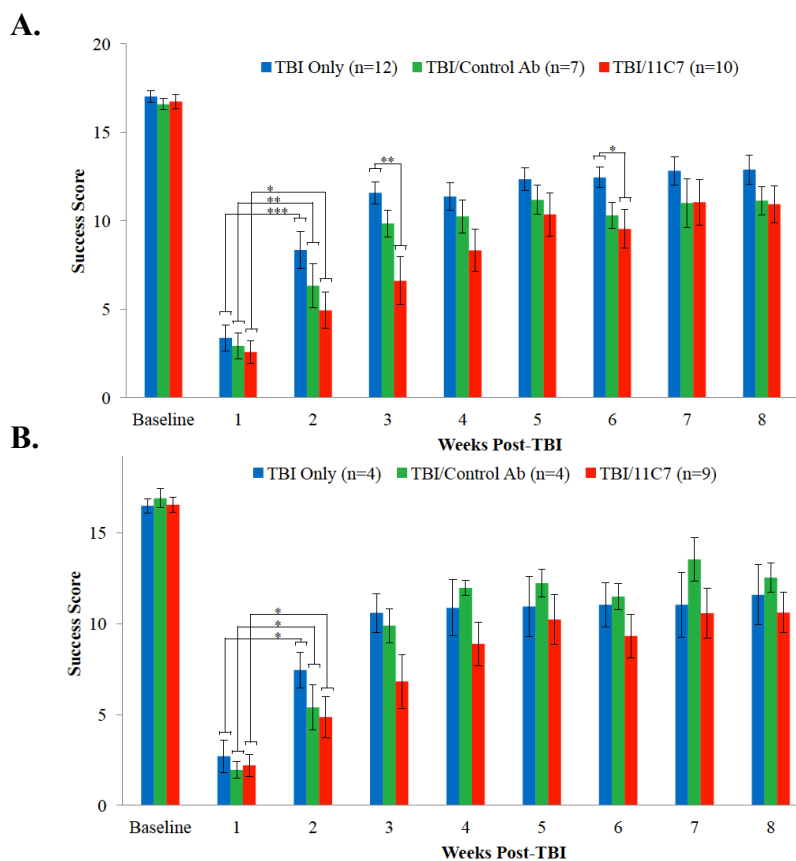 A.
20
TBI Only (n=12) TBI/Control Ab (n=7) TBI/11C7 (n=10)
15
**
*
*
**
***
10
5
0
Success Score
Baseline 1 2 3 4 5 6 7 8
Weeks Post-TBI
B.
TBI Only (n=4) TBI/Control Ab (n=4) TBI/11C7 (n=9)
15
*
*
*
10
5
0
Success Score
Baseline 1 2 3 4 5 6 7 8
Weeks Post-TBI